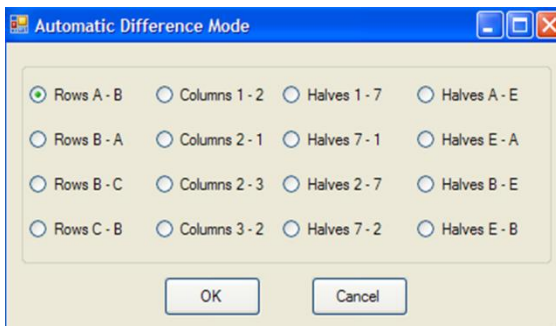 Automatic Difference Mode
Rows A - B Columns 1 - 2 Halves 1 - 7 Halves A - E
Rows B - A Columns 2 - 1 Halves 7 - 1 Halves E - A
Rows B - C Columns 2 - 3 Halves 2 - 7 Halves B - E
Rows C - B Columns 3 - 2 Halves 7 - 2 Halves E - B
OK Cancel